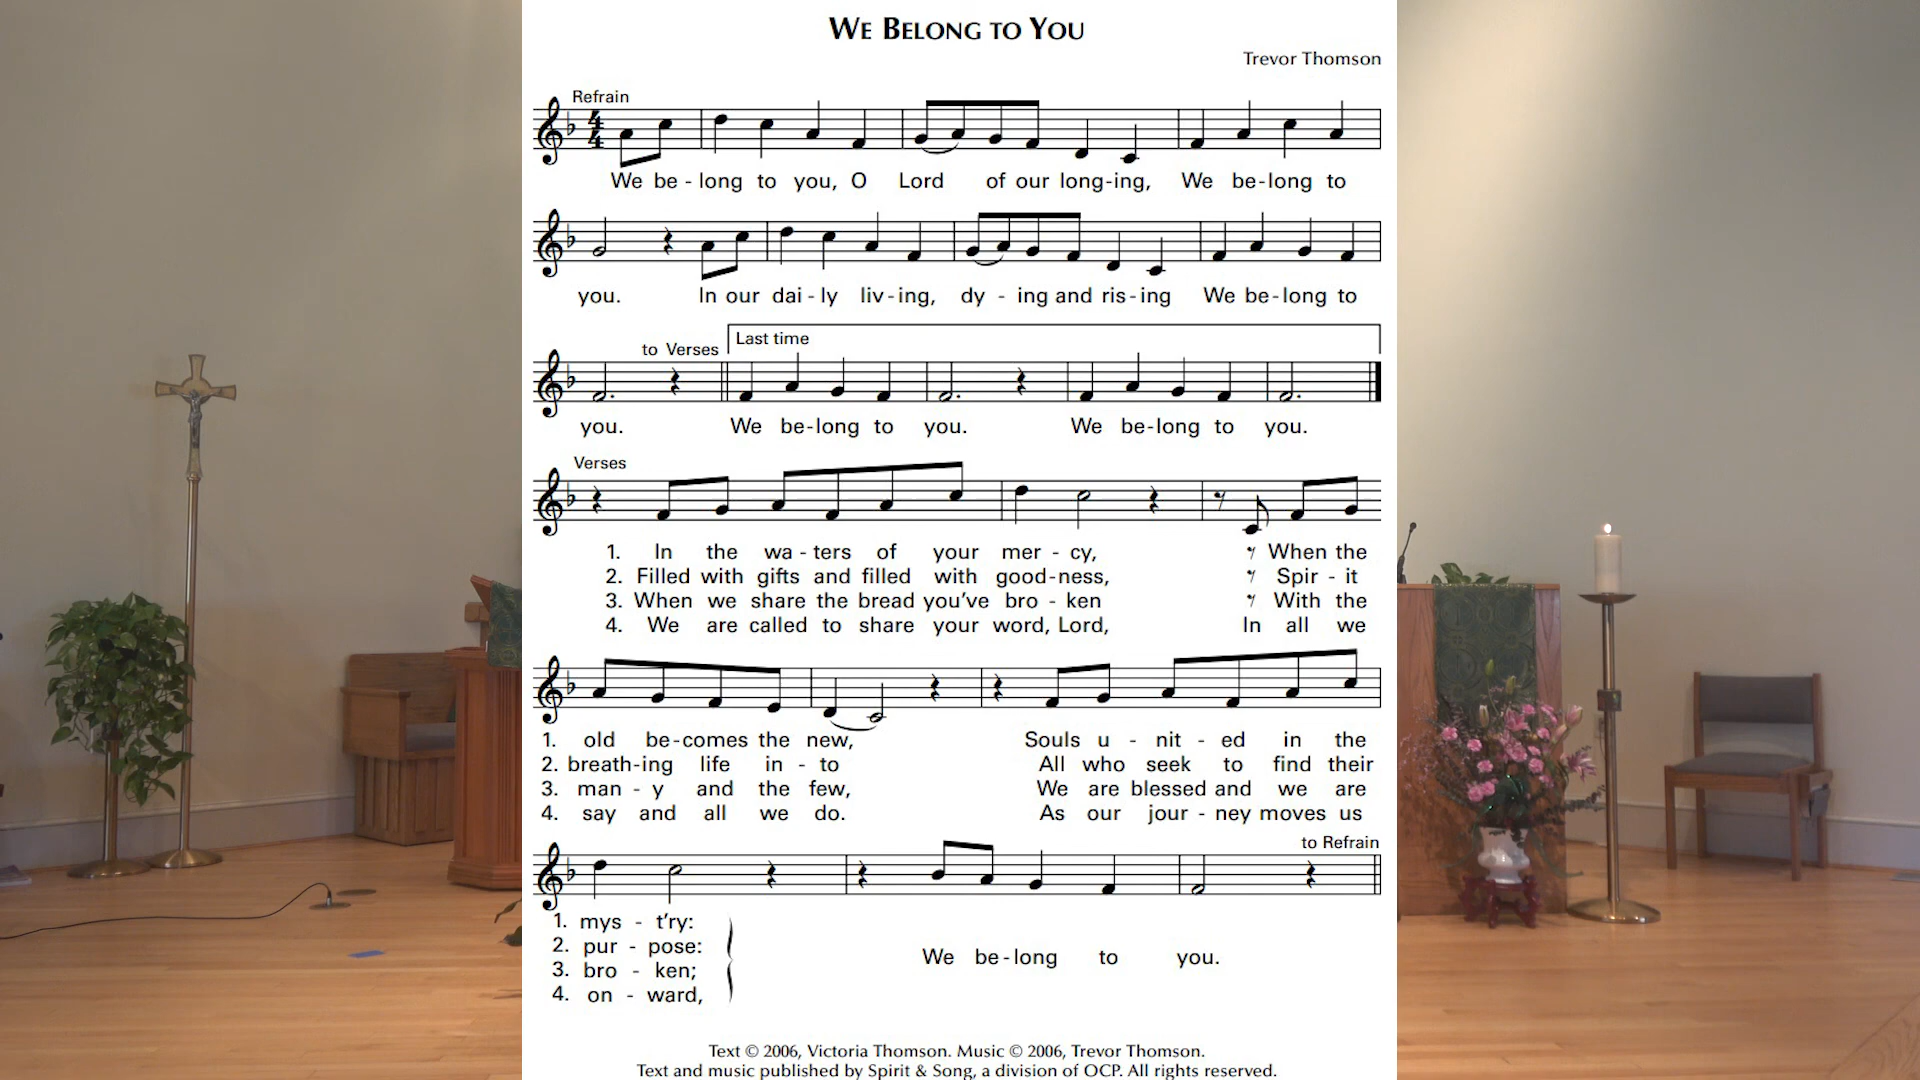 WE BELONG TO YOU
Trevor Thomson
Refrain
We be - long to you, O Lord of our long-ing, We be-long to
you. In our dai - ly liv - ing, dy - ing and ris - ing We be - long to
to Verses Last time
you. We be - long to you. We be - long to you.
Verses
1. In the wa - ters of your mer - cy, When the
2. Filled with gifts and filled with good-ness, Spir - it
3. When we share the bread you've bro - ken With the
4. We are called to share your word, Lord, In all we
1. old be-comes the new, Souls u - nit - ed in the
2. breath-ing life in - to All who seek to find their
3. man - y and the few, We are blessed and we are
4. say and all we do. As our jour - ney moves us
to Refrain
1. mys - t'ry:
2. pur - pose:
We be - long to you.
3. bro - ken;
4. on - ward,
Text © 2006, Victoria Thomson. Music © 2006, Trevor Thomson.
Text and music published by Spirit & Song, a division of OCP. All rights reserved.